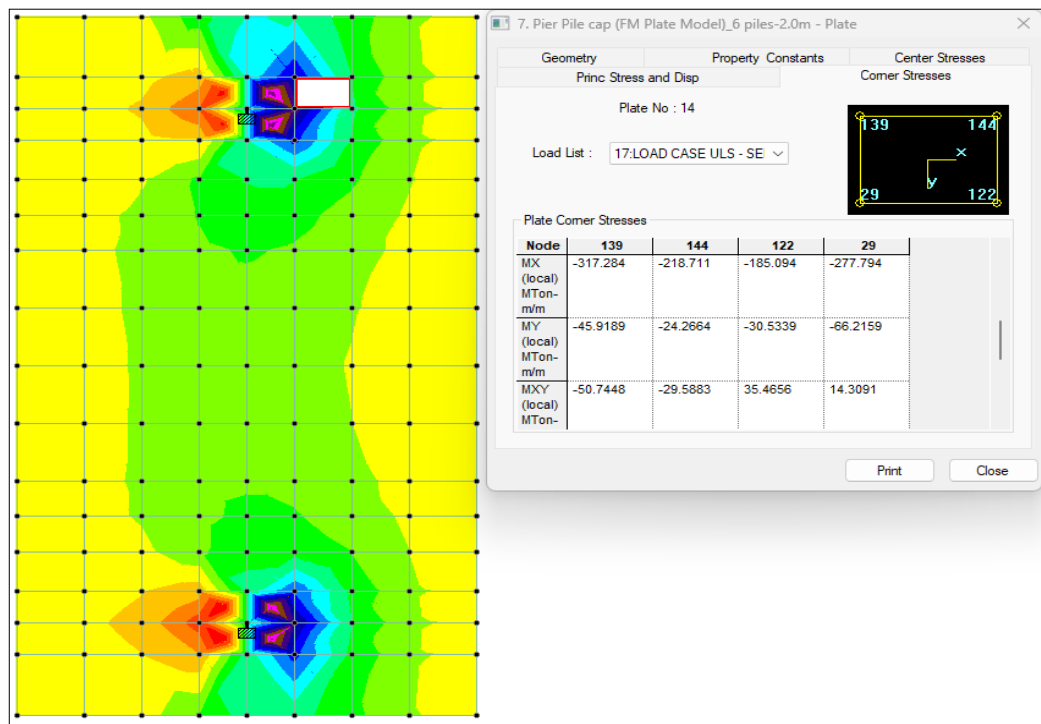 7. Pier Pile cap (FM Plate Model)_6 piles-2.0m - Plate
Geometry Property Constants Center Stresses
Princ Stress and Disp Corner Stresses
Plate No : 14
Load List : 17:LOAD CASE ULS - SEI
139 144
x
y
29 122
Plate Corner Stresses
Node 139 144 122 29
MX -317.284 -218.711 -185.094 -277.794
(local)
MTon-
m/m
MY -45.9189 -24.2664 -30.5339 -66.2159
(local)
MTon-
m/m
MXY -50.7448 -29.5883 35.4656 14.3091
(local)
MTon-
Print Close